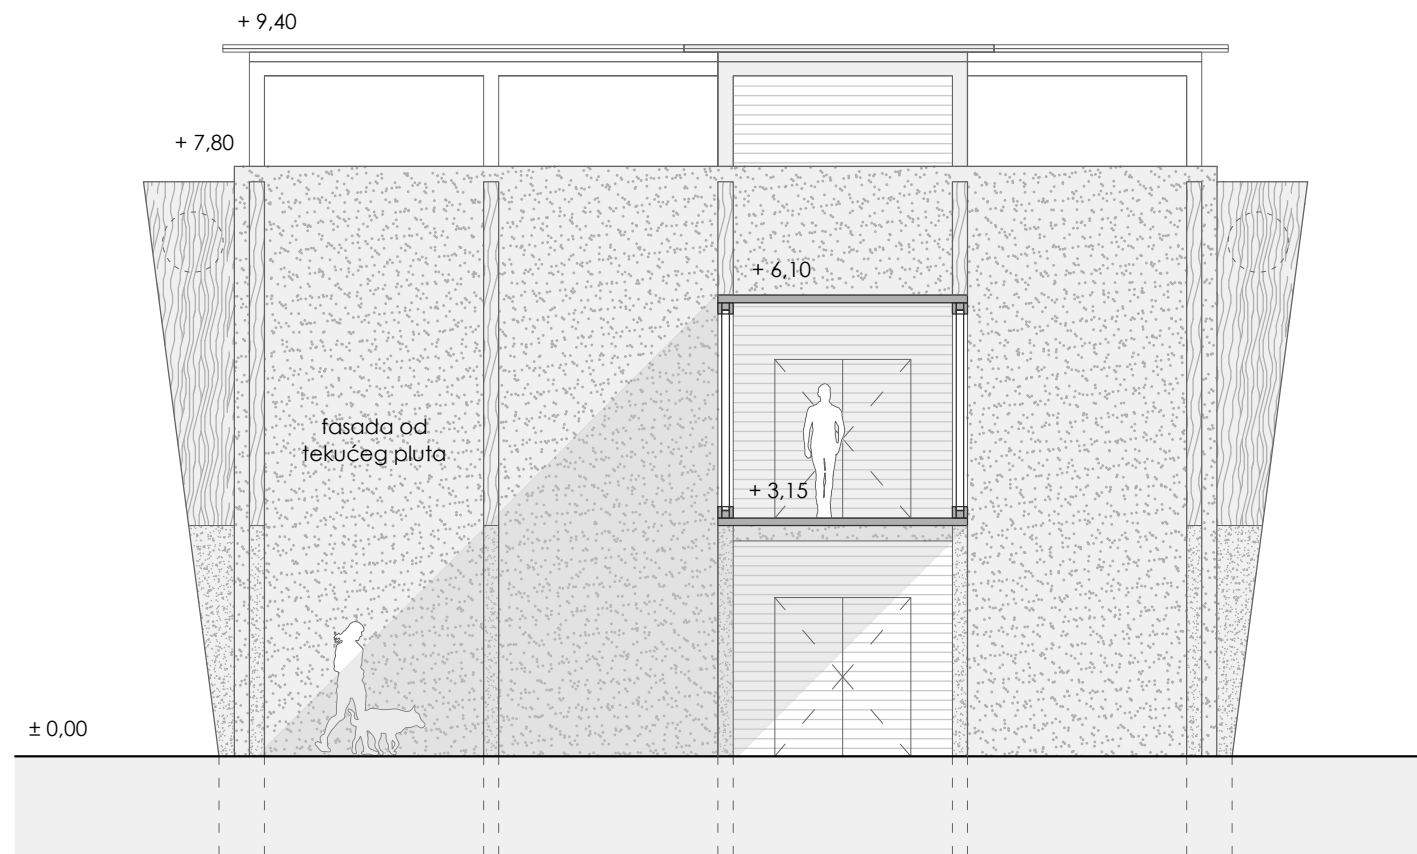 + 9,40
+ 7,80
+ 6,10
fasada od
tekućeg pluta
+ 3,15
± 0,00